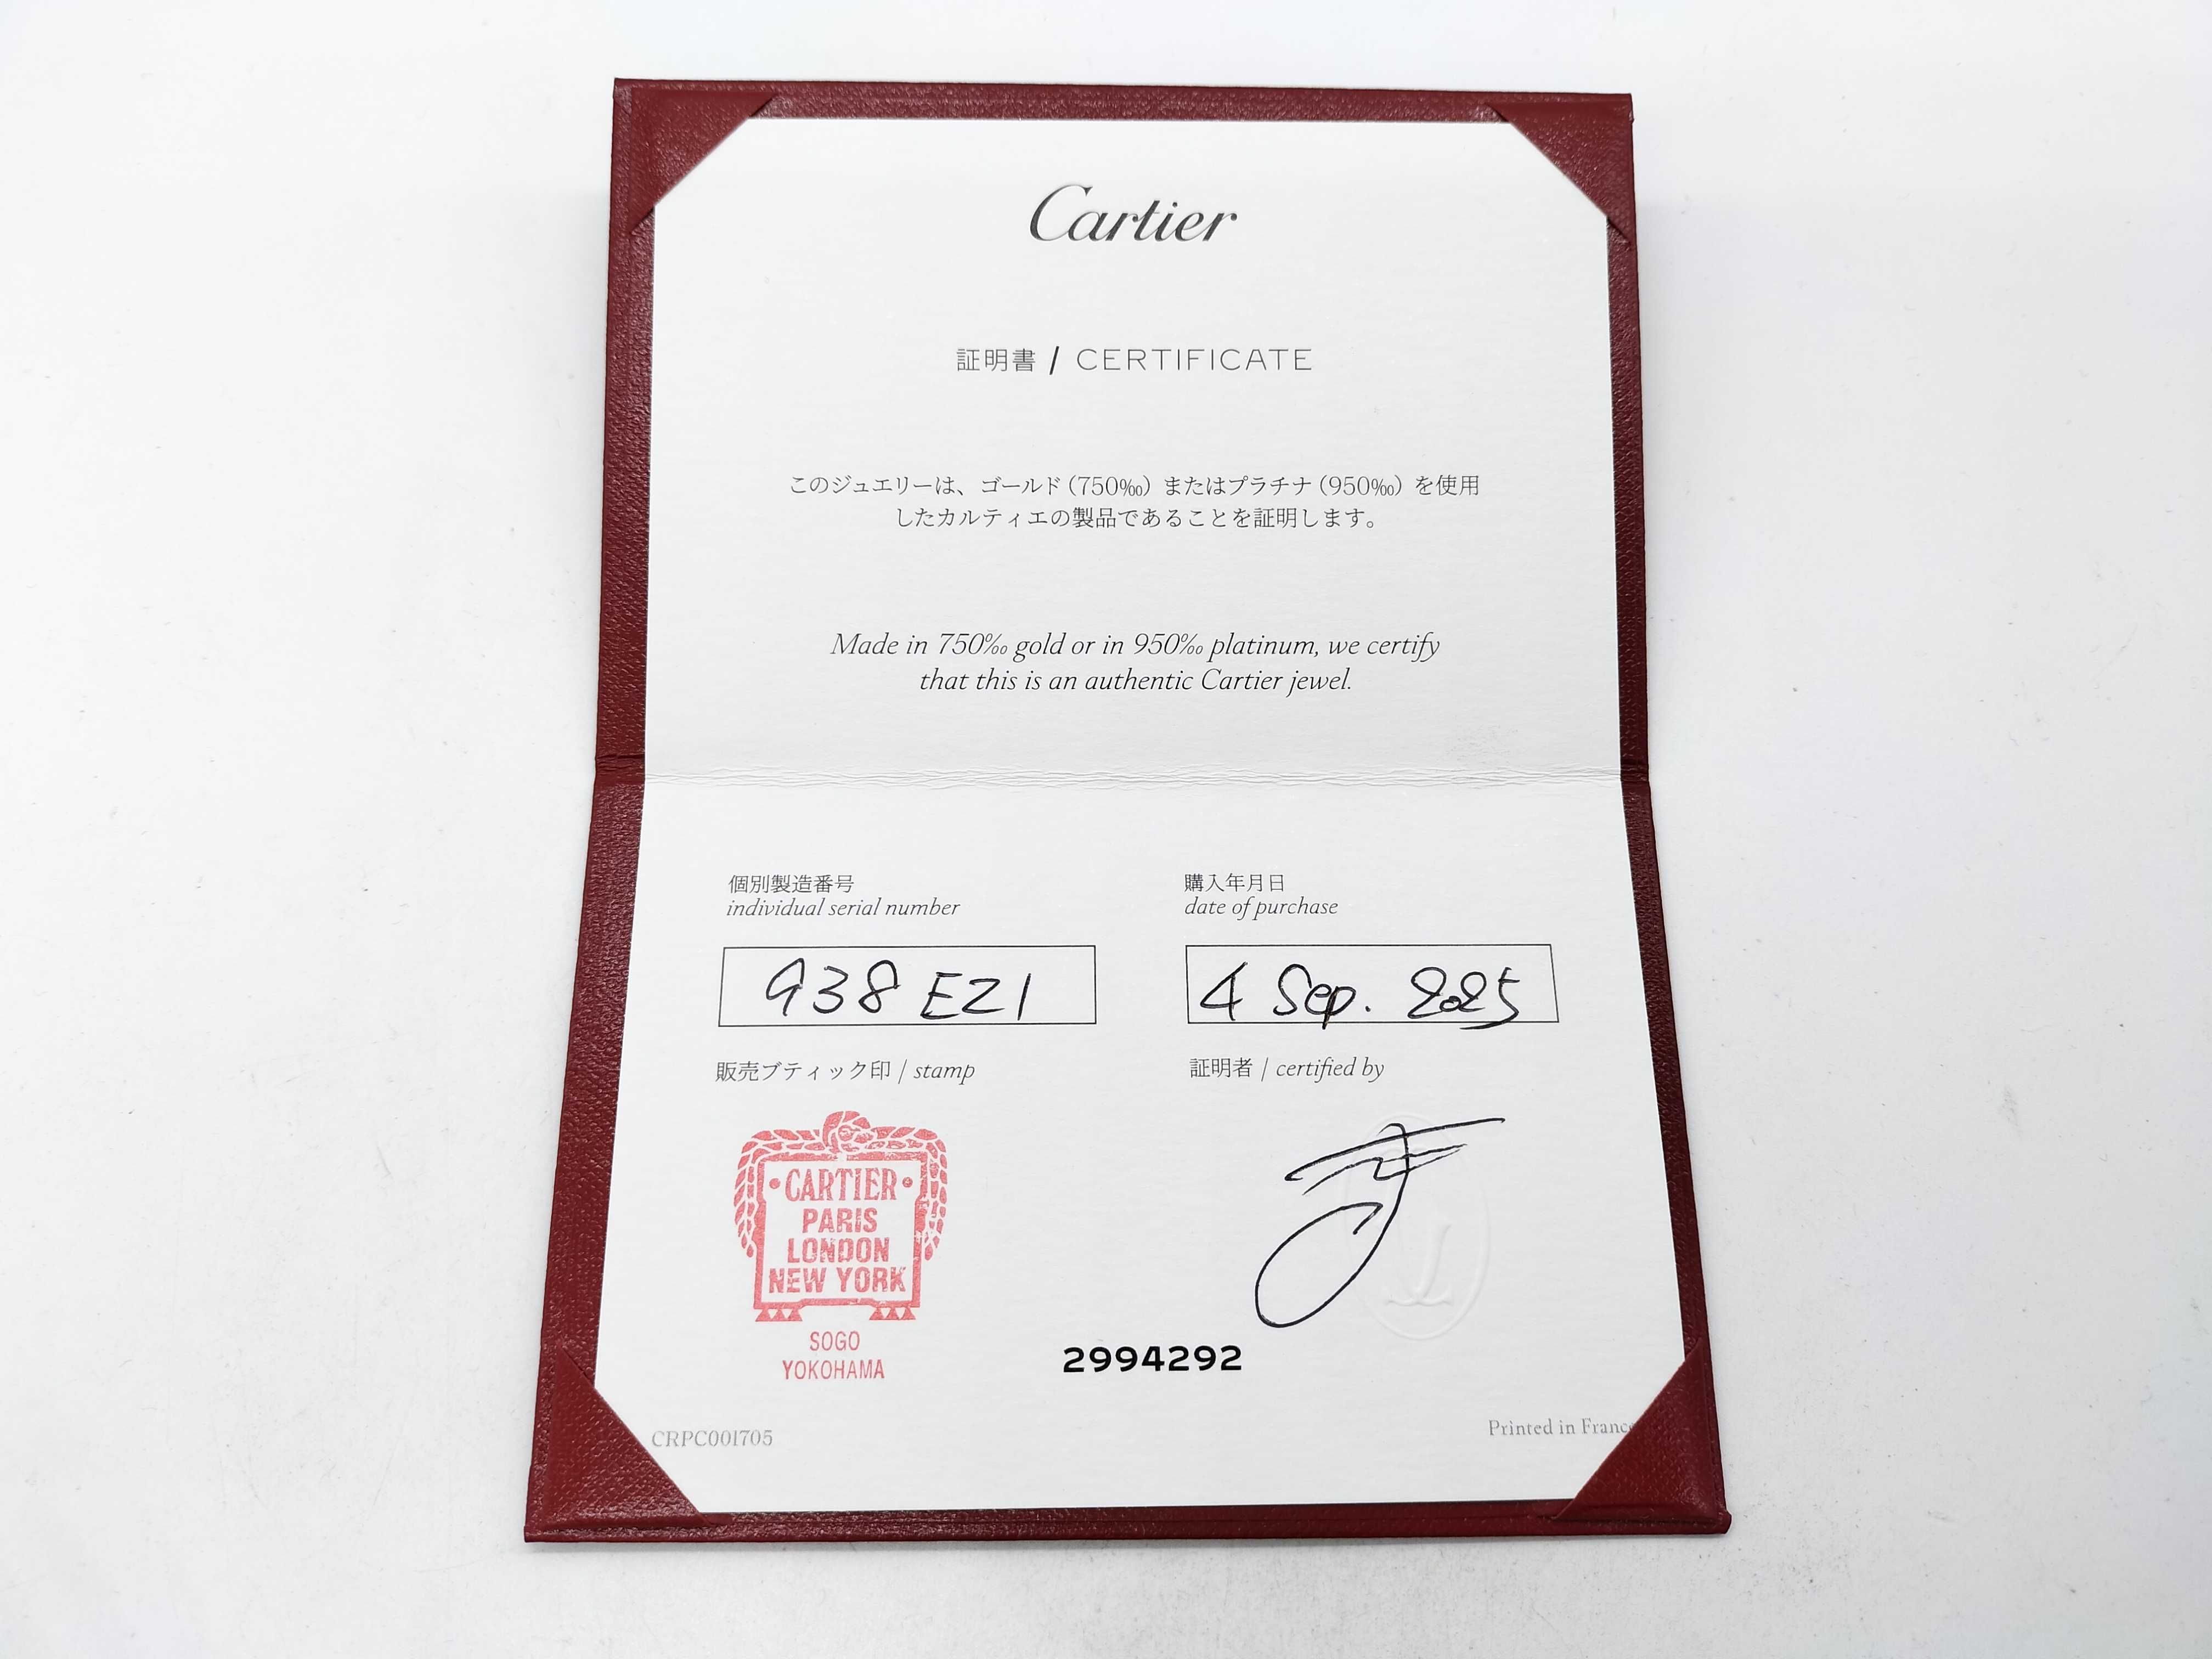 Cartier
証明書 / CERTIFICATE
このジュエリーは、ゴールド（750‰）またはプラチナ（950‰）を使用
したカルティエの製品であることを証明します。
Made in 750‰ gold or in 950‰ platinum, we certify
that this is an authentic Cartier jewel.
個別製造番号
individual serial number
938 EZ1
購入年月日
date of purchase
4 Sep. 2025
販売ブティック印 / stamp
CARTIER
PARIS
LONDON
NEW YORK
SOGO
YOKOHAMA
証明者 / certified by
2994292
CRPC001705
Printed in France